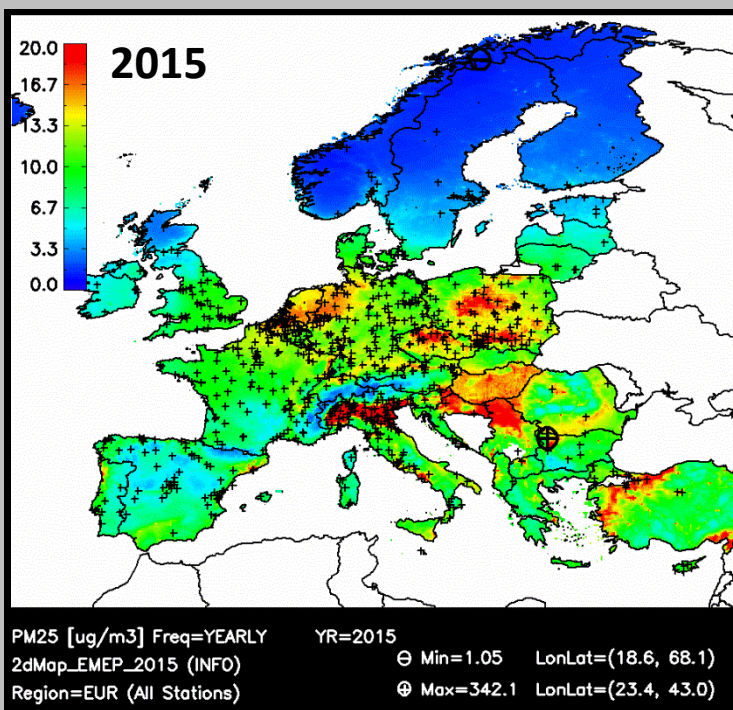 2015
20.0
16.7
13.3
10.0
6.7
3.3
0.0
PM25 [ug/m3] Freq=YEARLY YR=2015
2dMap_EMEP_2015 (INFO) ⊖ Min=1.05 LonLat=(18.6, 68.1)
Region=EUR (All Stations) ⊕ Max=342.1 LonLat=(23.4, 43.0)